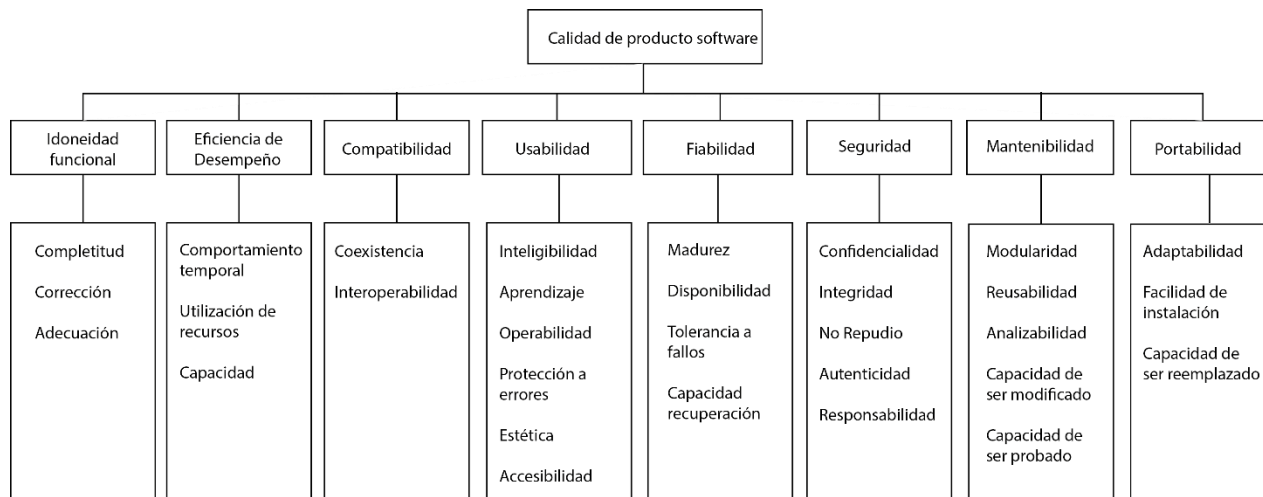 Calidad de producto software
Idoneidad
funcional
Eficiencia de
Desempeño
Compatibilidad
Usabilidad
Fiabilidad
Seguridad
Mantenibilidad
Portabilidad
Completitud
Corrección
Adecuación
Comportamiento
temporal
Utilización de
recursos
Capacidad
Coexistencia
Interoperabilidad
Inteligibilidad
Aprendizaje
Operabilidad
Protección a
errores
Estética
Accesibilidad
Madurez
Disponibilidad
Tolerancia a
fallos
Capacidad
recuperación
Confidencialidad
Integridad
No Repudio
Autenticidad
Responsabilidad
Modularidad
Reusabilidad
Analizabilidad
Capacidad de
ser modificado
Capacidad de
ser probado
Adaptabilidad
Facilidad de
instalación
Capacidad de
ser reemplazado